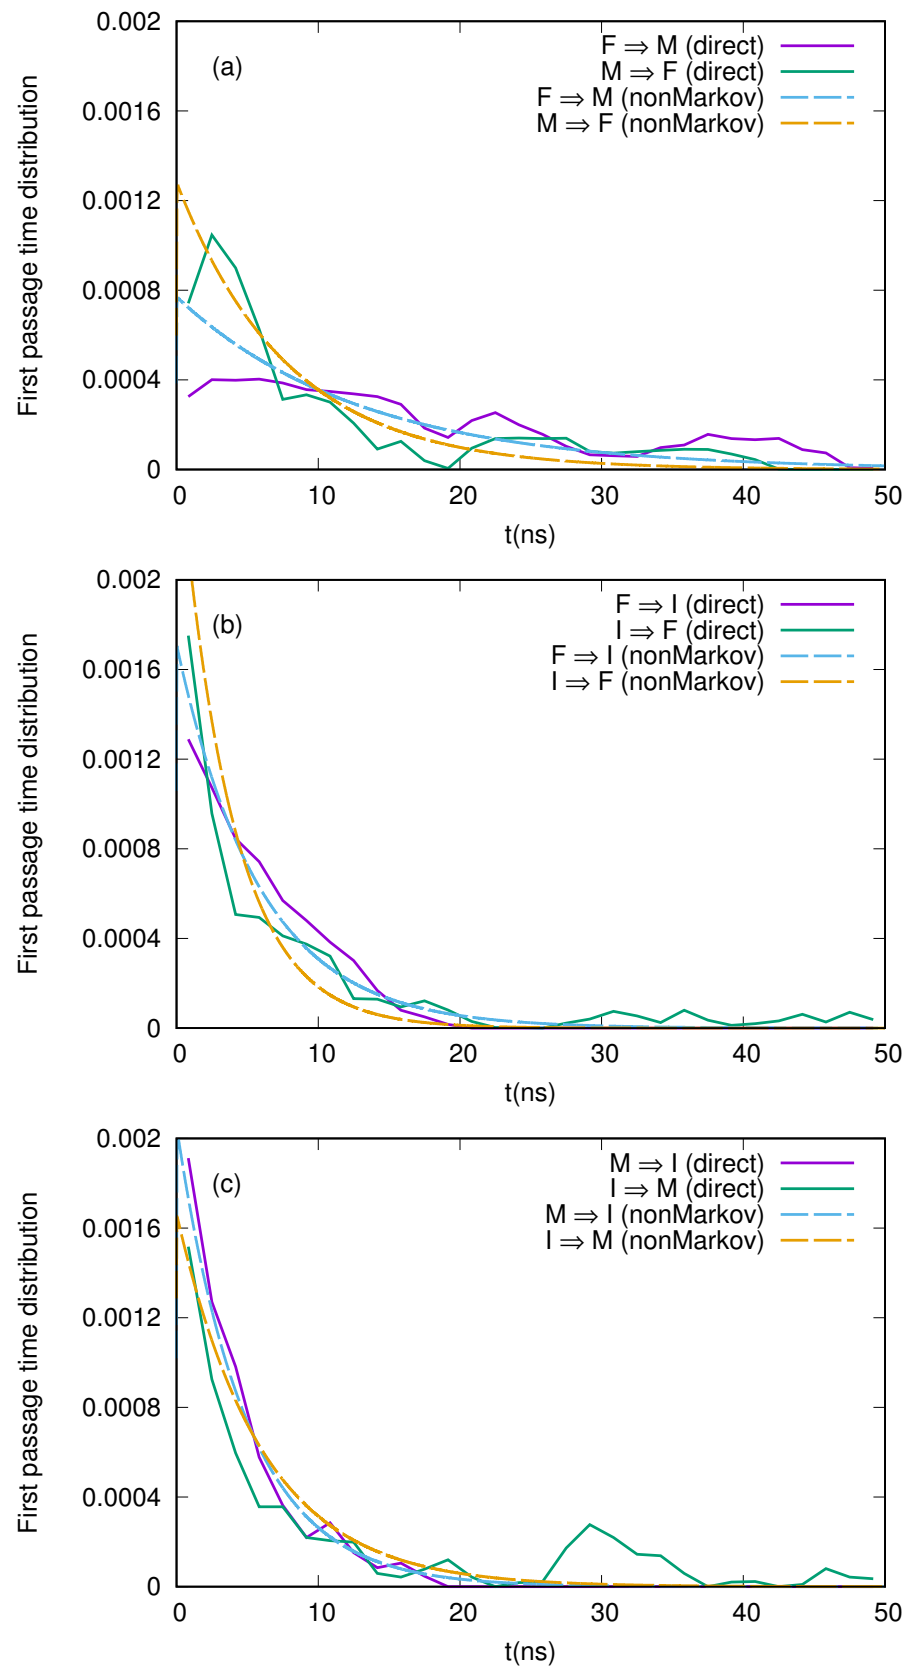 (a)
First passage time distribution
0.002
0.0016
0.0012
0.0008
0.0004
0
F ⇒ M (direct)
M ⇒ F (direct)
F ⇒ M (nonMarkov)
M ⇒ F (nonMarkov)
0 10 20 30 40 50
t(ns)
(b)
First passage time distribution
0.002
0.0016
0.0012
0.0008
0.0004
0
F ⇒ I (direct)
I ⇒ F (direct)
F ⇒ I (nonMarkov)
I ⇒ F (nonMarkov)
0 10 20 30 40 50
t(ns)
(c)
First passage time distribution
0.002
0.0016
0.0012
0.0008
0.0004
0
M ⇒ I (direct)
I ⇒ M (direct)
M ⇒ I (nonMarkov)
I ⇒ M (nonMarkov)
0 10 20 30 40 50
t(ns)